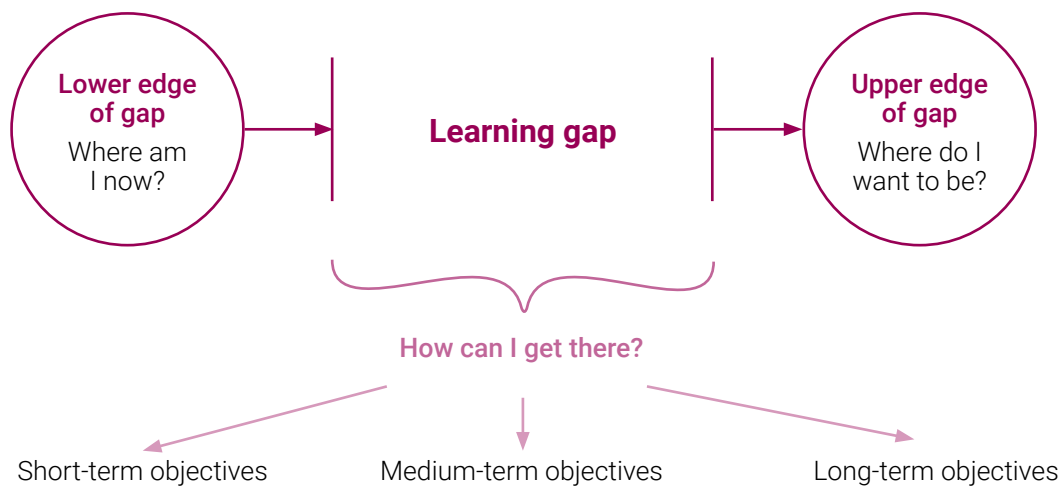 Lower edge
of gap
Where am
I now?
Learning gap
Upper edge
of gap
Where do I
want to be?
How can I get there?
Short-term objectives
Medium-term objectives
Long-term objectives